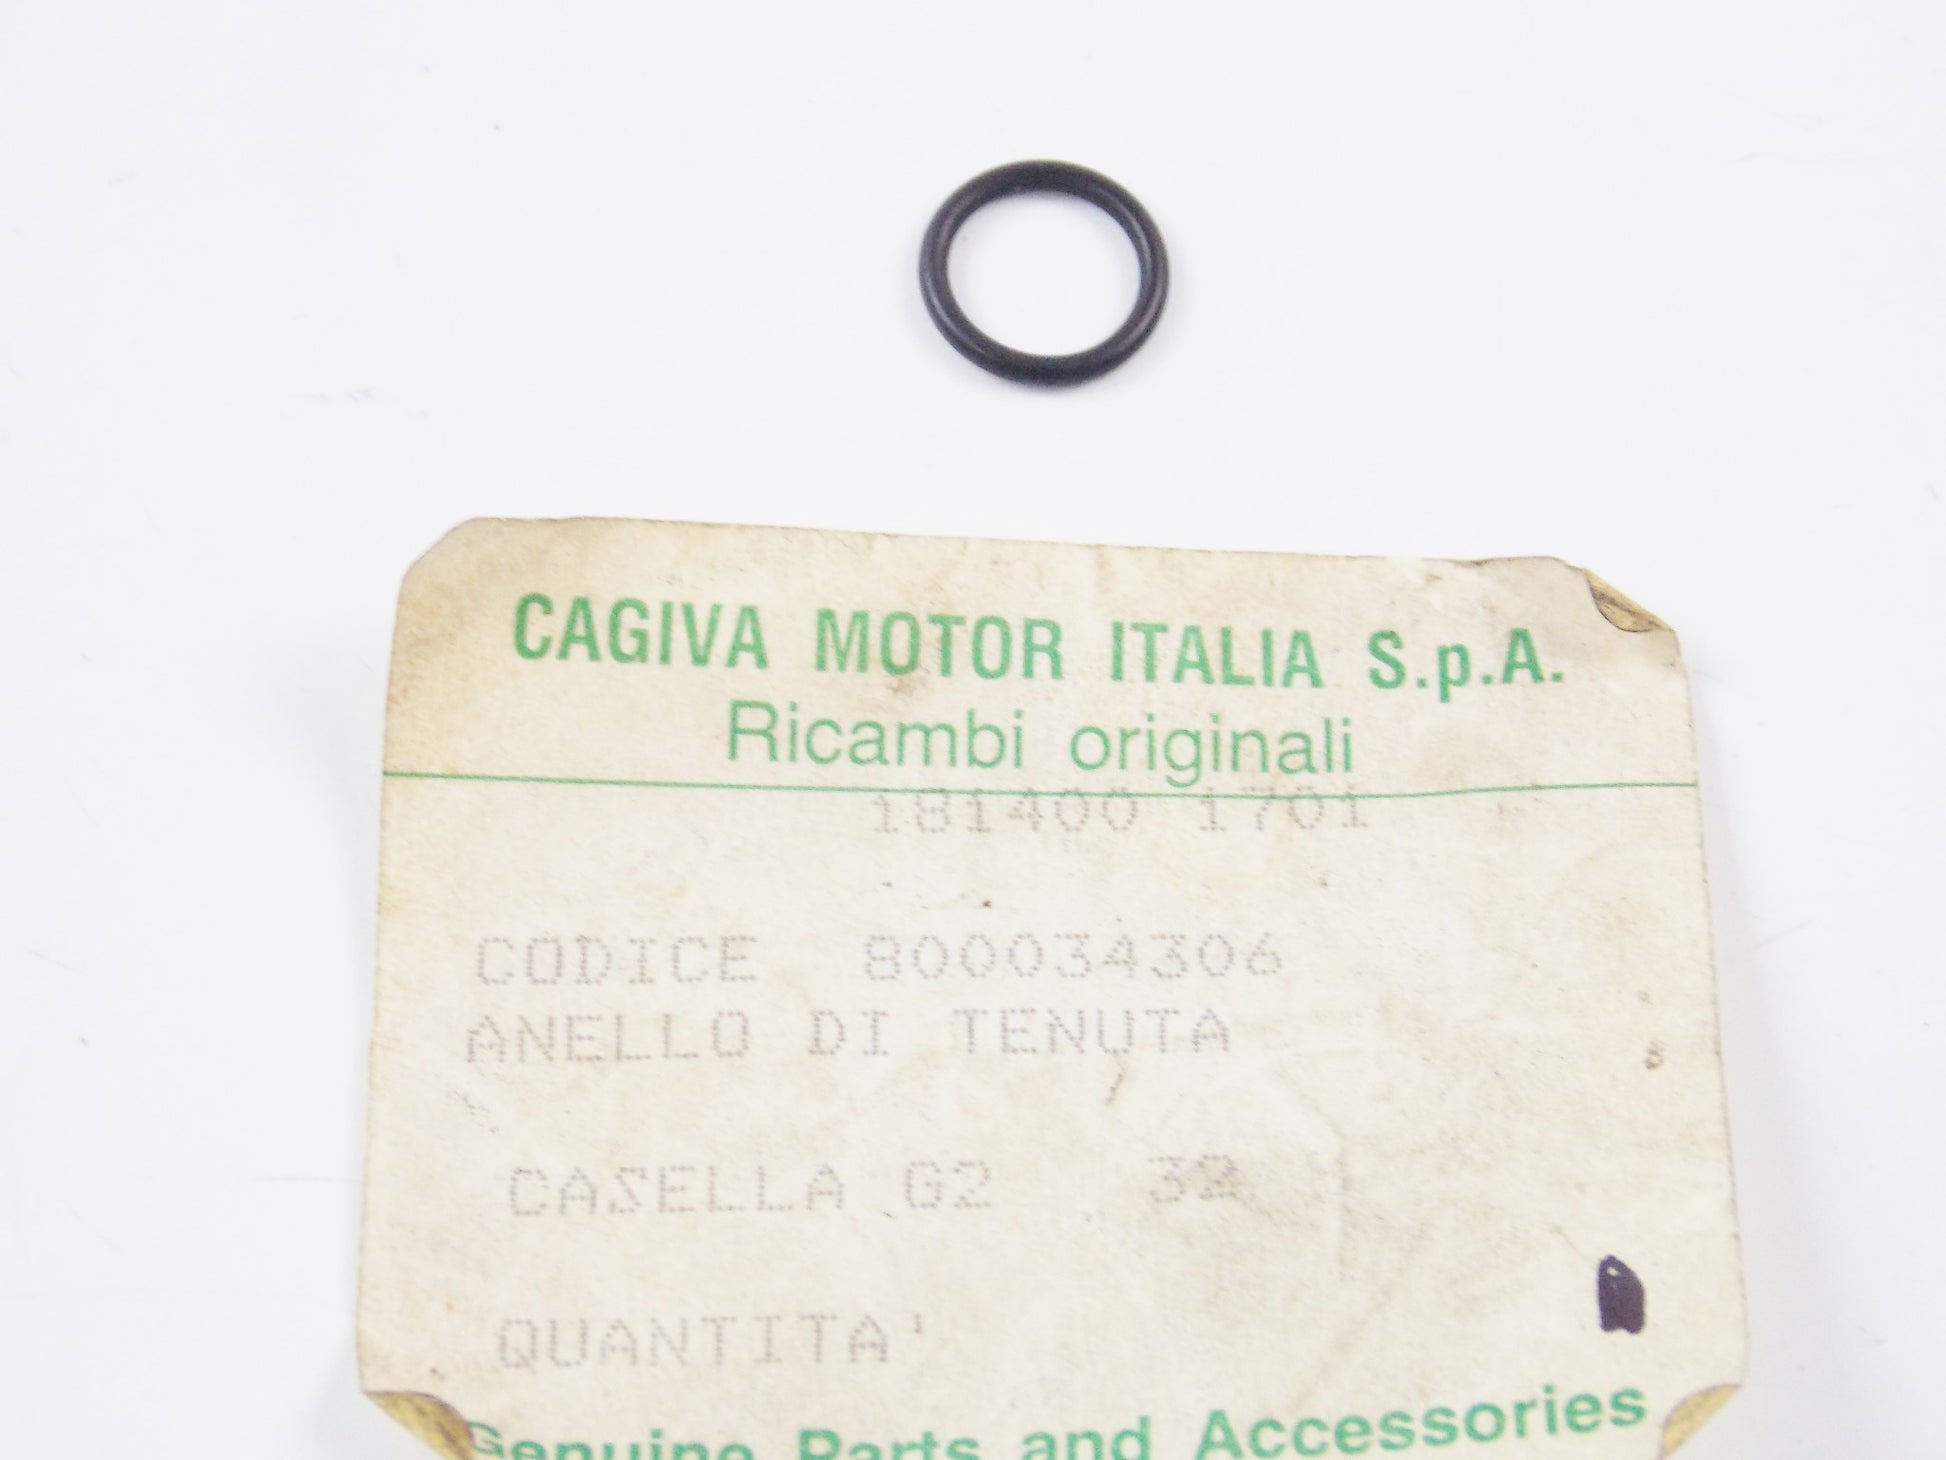 CAGIVA MOTOR ITALIA S.p.A.
Ricambi originali
181400 1701
CODICE 800034306
ANELLO DI TENUTA
CASELLA G2 32
QUANTITA'
Genuine Parts and Accessories